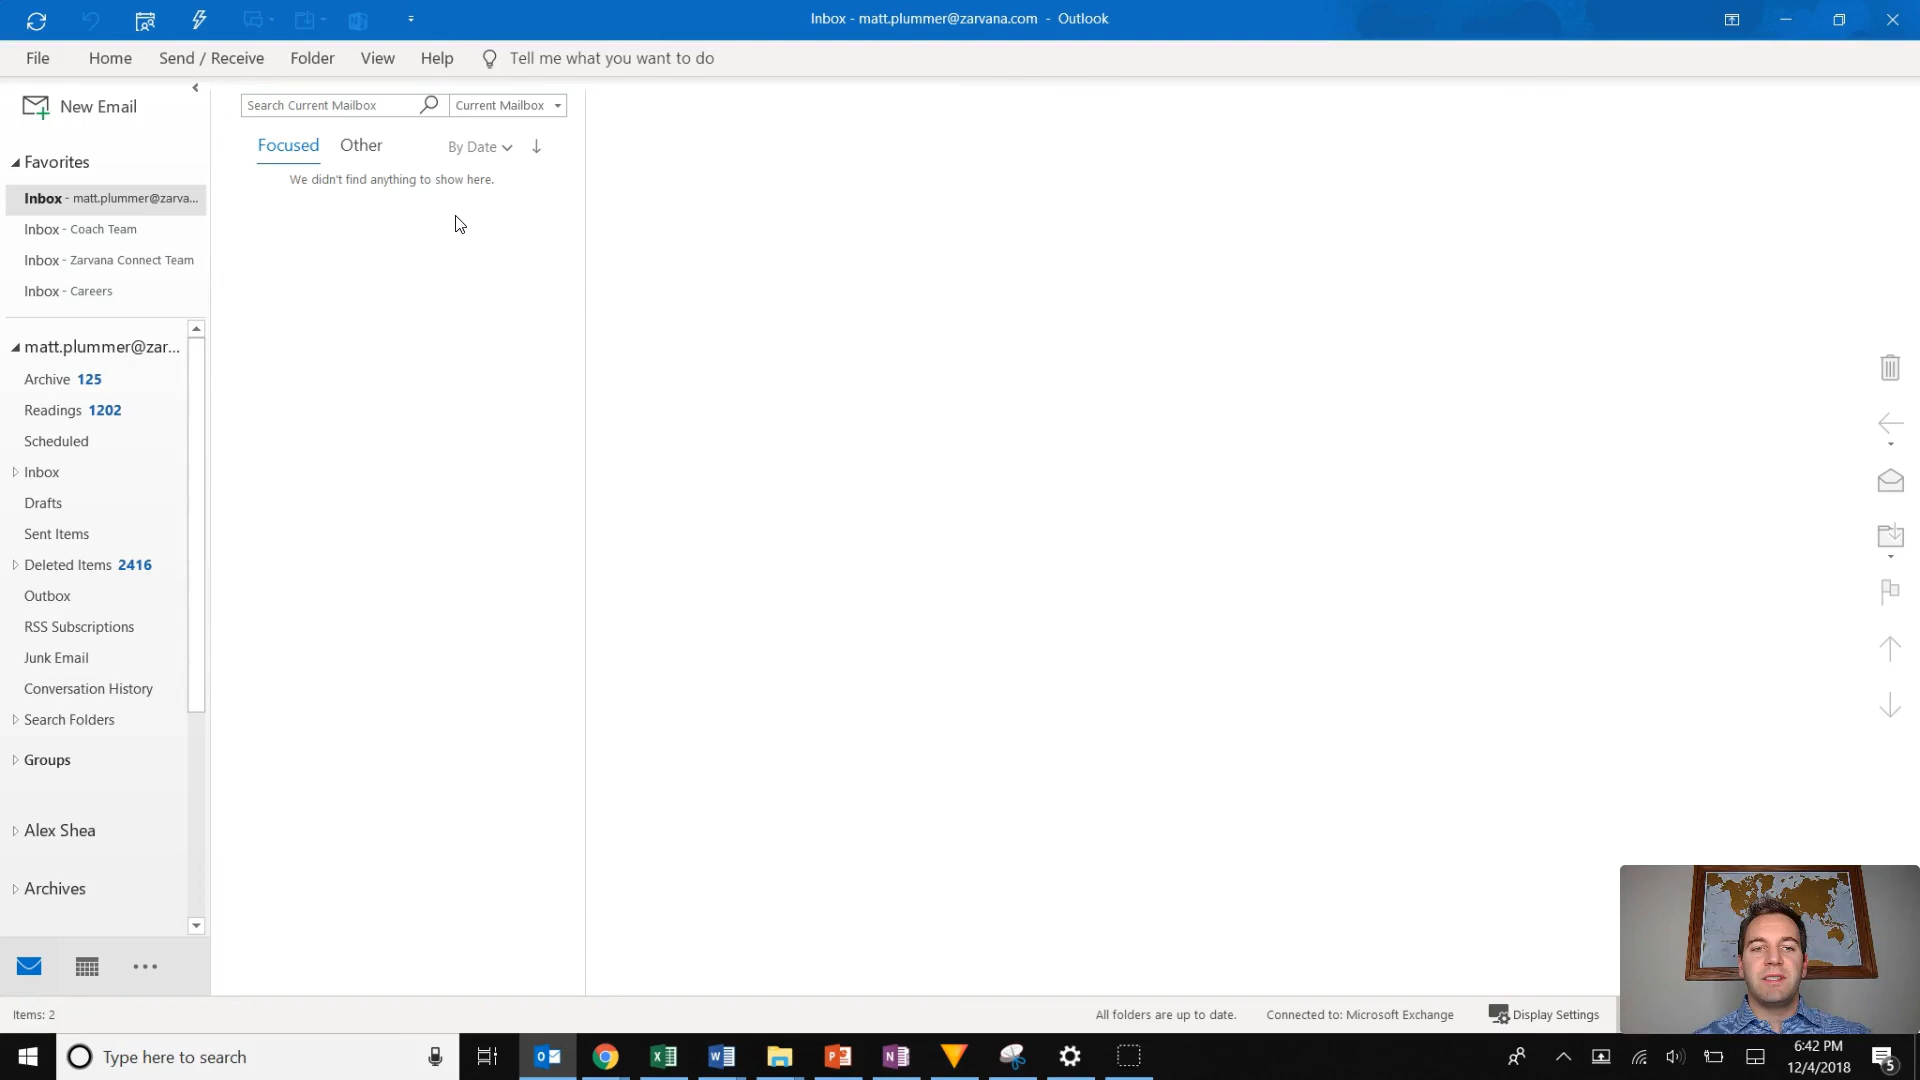 Inbox - matt.plummer@zarvana.com - Outlook
File Home Send / Receive Folder View Help Tell me what you want to do
New Email
Search Current Mailbox Current Mailbox
Focused Other By Date
We didn't find anything to show here.
Favorites
Inbox - matt.plummer@zarva...
Inbox - Coach Team
Inbox - Zarvana Connect Team
Inbox - Careers
matt.plummer@zar...
Archive 125
Readings 1202
Scheduled
Inbox
Drafts
Sent Items
Deleted Items 2416
Outbox
RSS Subscriptions
Junk Email
Conversation History
Search Folders
Groups
Alex Shea
Archives
Items: 2 All folders are up to date. Connected to: Microsoft Exchange Display Settings
Type here to search
6:42 PM
12/4/2018
5